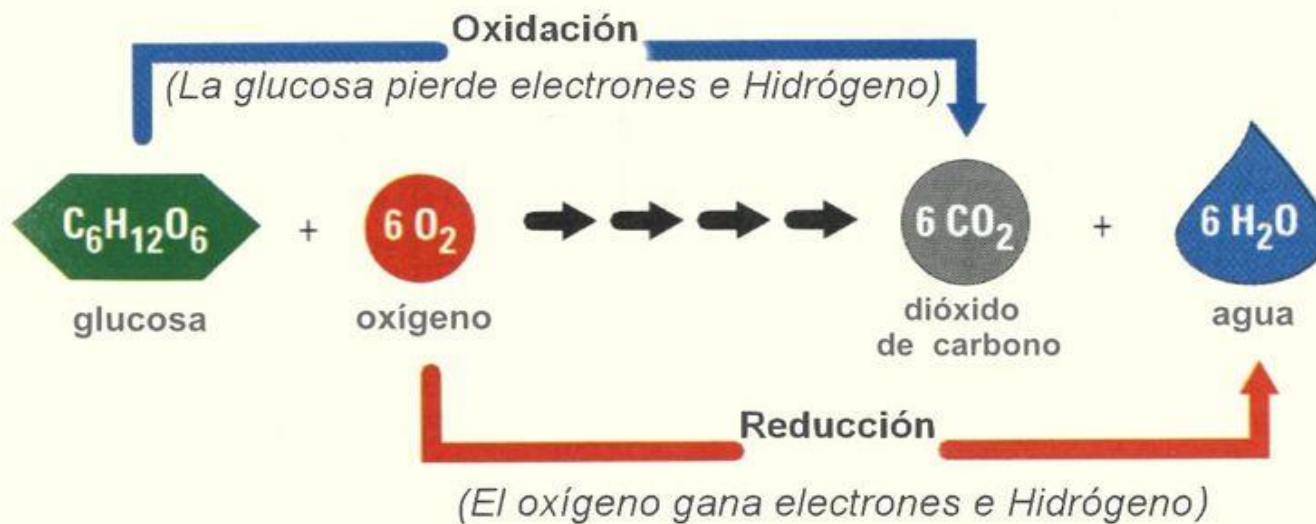 Oxidación
(La glucosa pierde electrones e Hidrógeno)
C₆H₁₂O₆ + 6 O₂ 6 CO₂ + 6 H₂O
glucosa oxígeno dióxido de carbono agua
Reducción
(El oxígeno gana electrones e Hidrógeno)